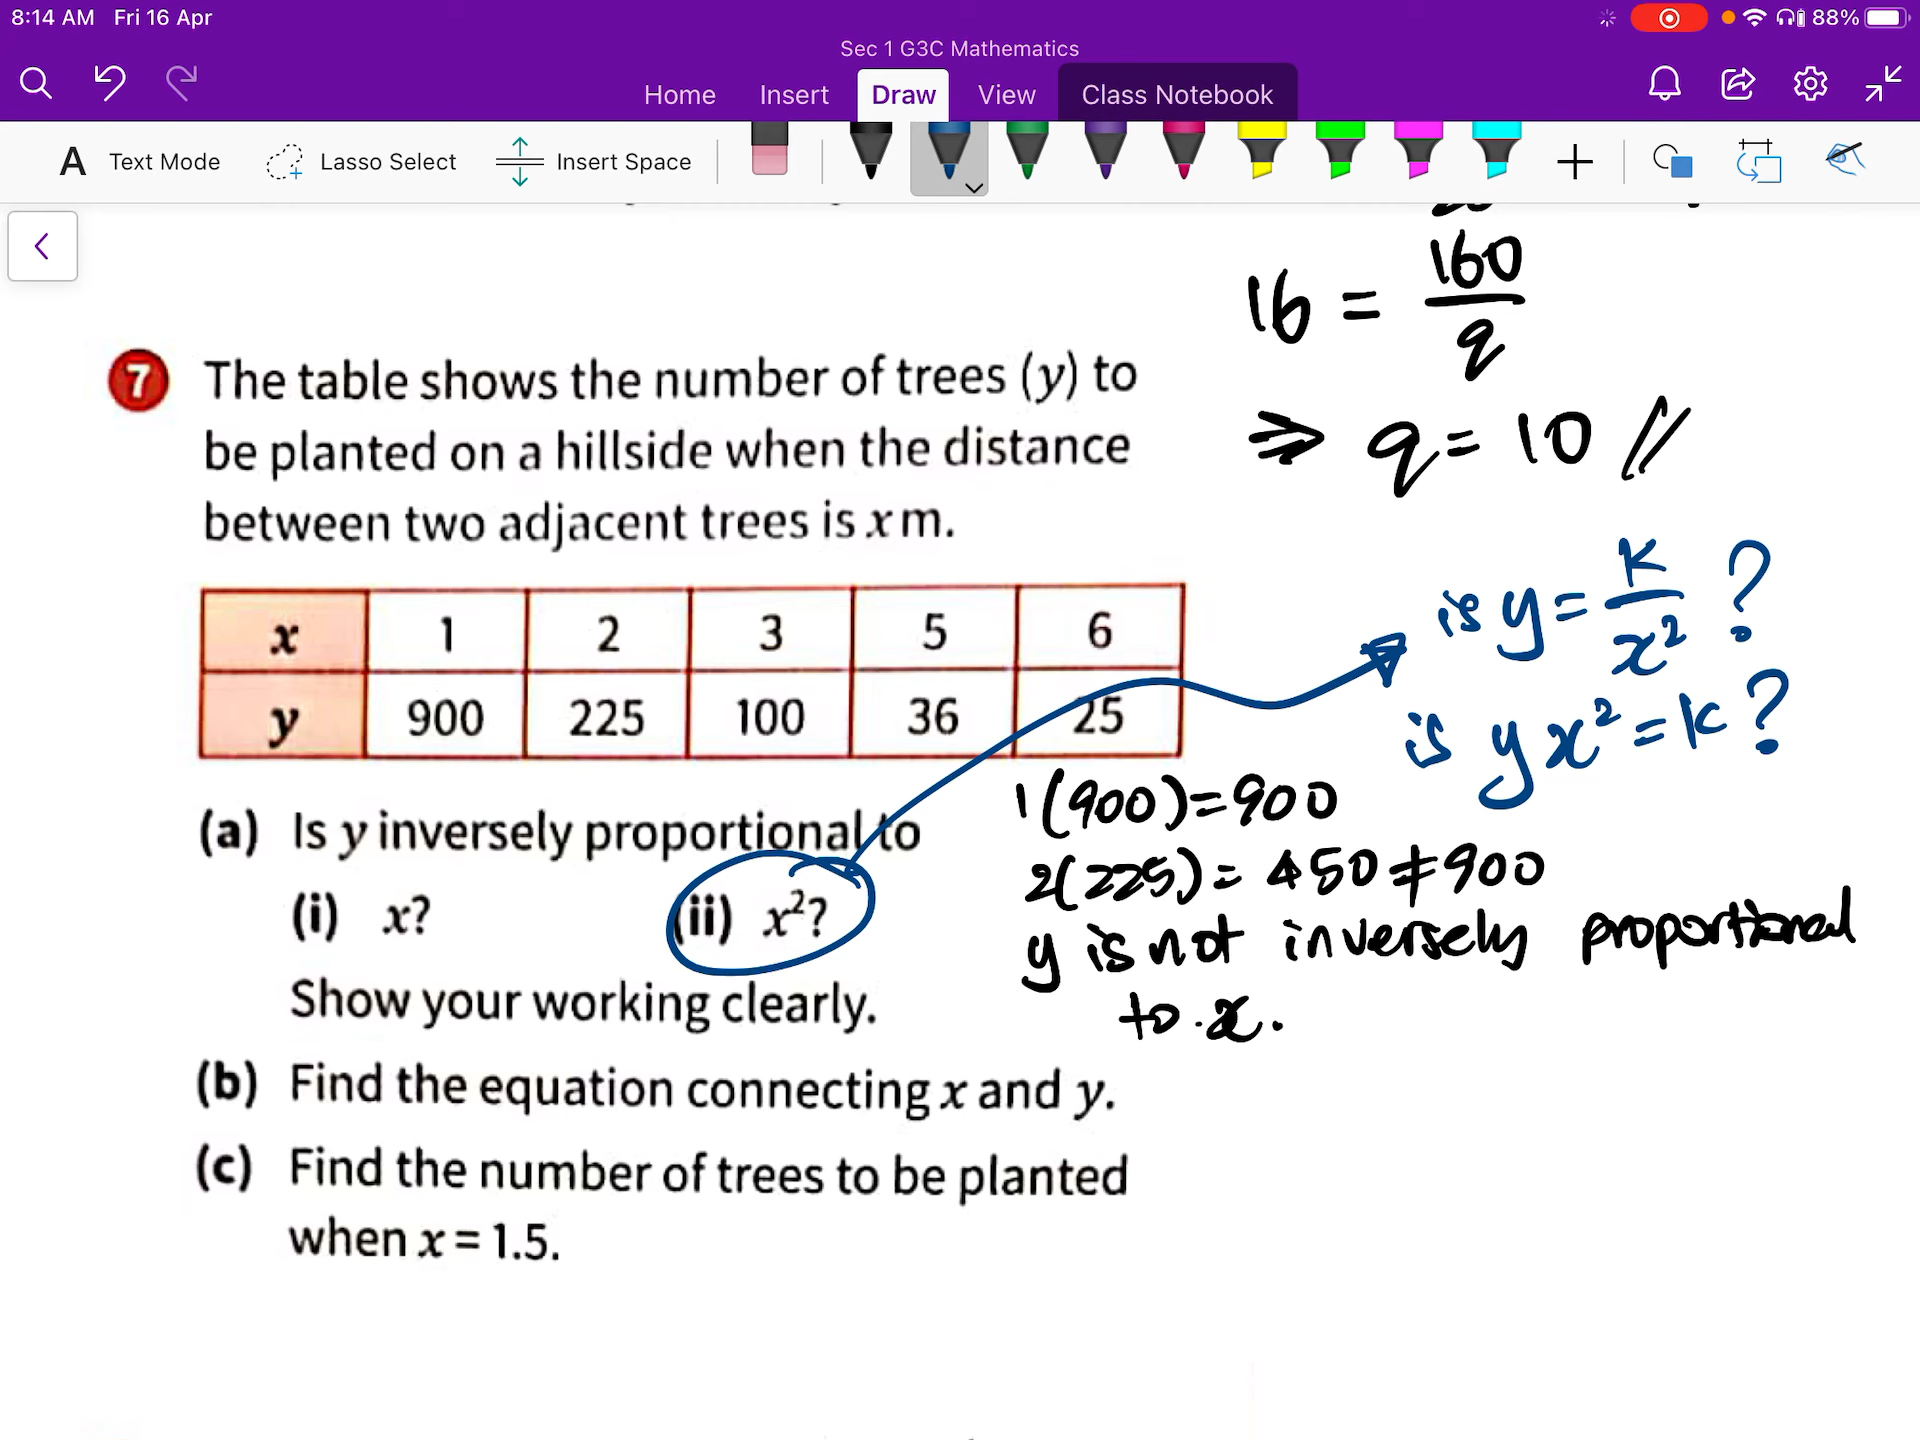 8:14 AM Fri 16 Apr
88%
Sec 1 G3C Mathematics
Home Insert Draw View Class Notebook
A Text Mode Lasso Select Insert Space
16 = 160/q
⇒ q = 10 //
7 The table shows the number of trees (y) to
be planted on a hillside when the distance
between two adjacent trees is x m.
x 1 2 3 5 6
y 900 225 100 36 25
is y = k/x² ?
is yx² = k ?
(a) Is y inversely proportional to
(i) x? (ii) x²?
Show your working clearly.
1(900)=900
2(225)= 450≠900
y is not inversely proportional
to x.
(b) Find the equation connecting x and y.
(c) Find the number of trees to be planted
when x = 1.5.